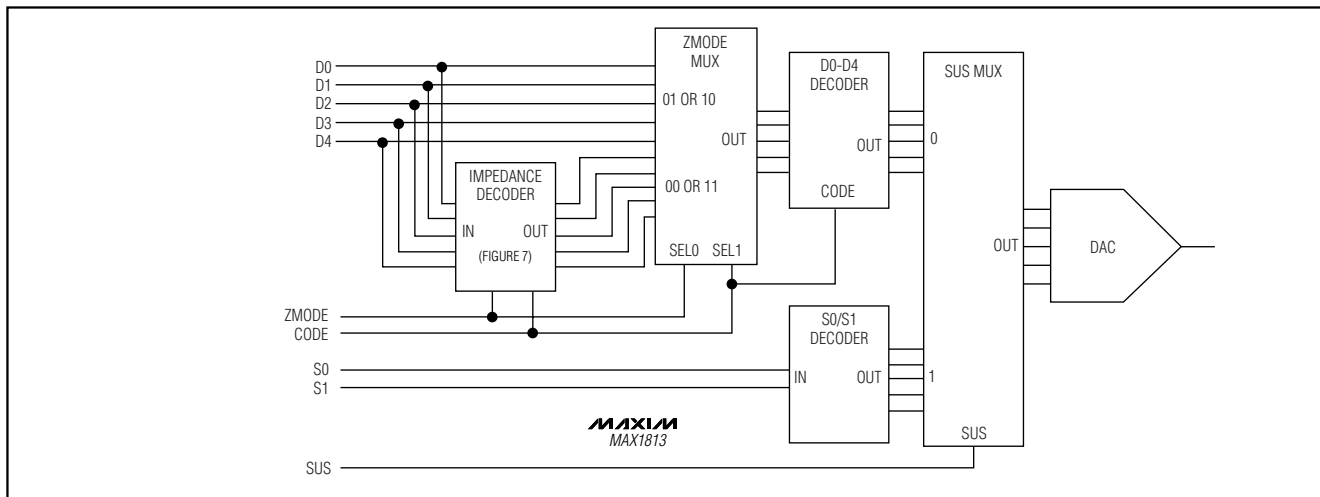 D0
D1
D2
D3
D4
ZMODE
MUX
01 OR 10
OUT
00 OR 11
SEL0 SEL1
IMPEDANCE
DECODER
IN OUT
(FIGURE 7)
D0-D4
DECODER
OUT
CODE
SUS MUX
0
OUT
1
SUS
DAC
ZMODE
CODE
S0
S1
S0/S1
DECODER
IN OUT
MAXIM
MAX1813
SUS